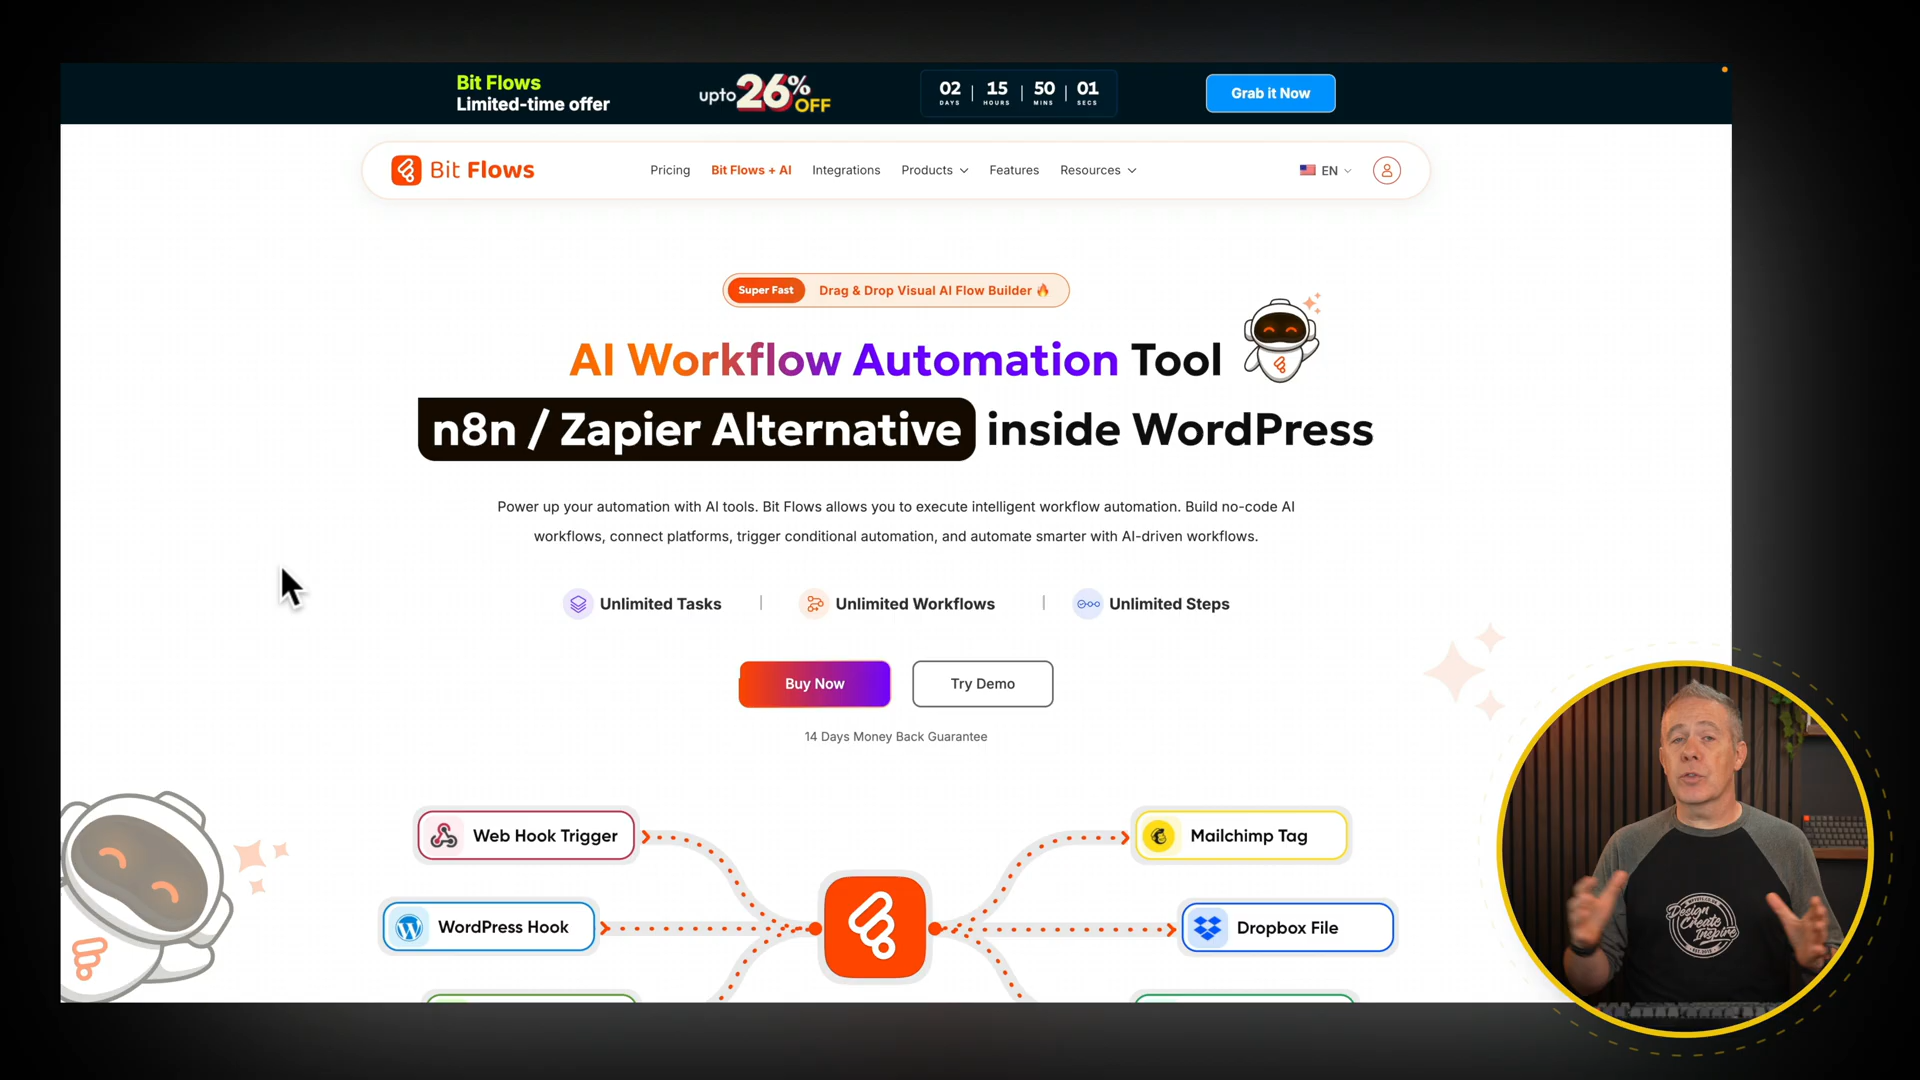 Bit Flows
Limited-time offer
upto 26% OFF
02 | 15 | 50 | 01
DAYS HOURS MINS SECS
Grab it Now
Bit Flows
Pricing
Bit Flows + AI
Integrations
Products
Features
Resources
EN
Super Fast
Drag & Drop Visual AI Flow Builder
AI Workflow Automation Tool
n8n / Zapier Alternative inside WordPress
Power up your automation with AI tools. Bit Flows allows you to execute intelligent workflow automation. Build no-code AI
workflows, connect platforms, trigger conditional automation, and automate smarter with AI-driven workflows.
Unlimited Tasks | Unlimited Workflows | Unlimited Steps
Buy Now
Try Demo
14 Days Money Back Guarantee
Web Hook Trigger
Mailchimp Tag
WordPress Hook
Dropbox File
Design
Create
Inspire